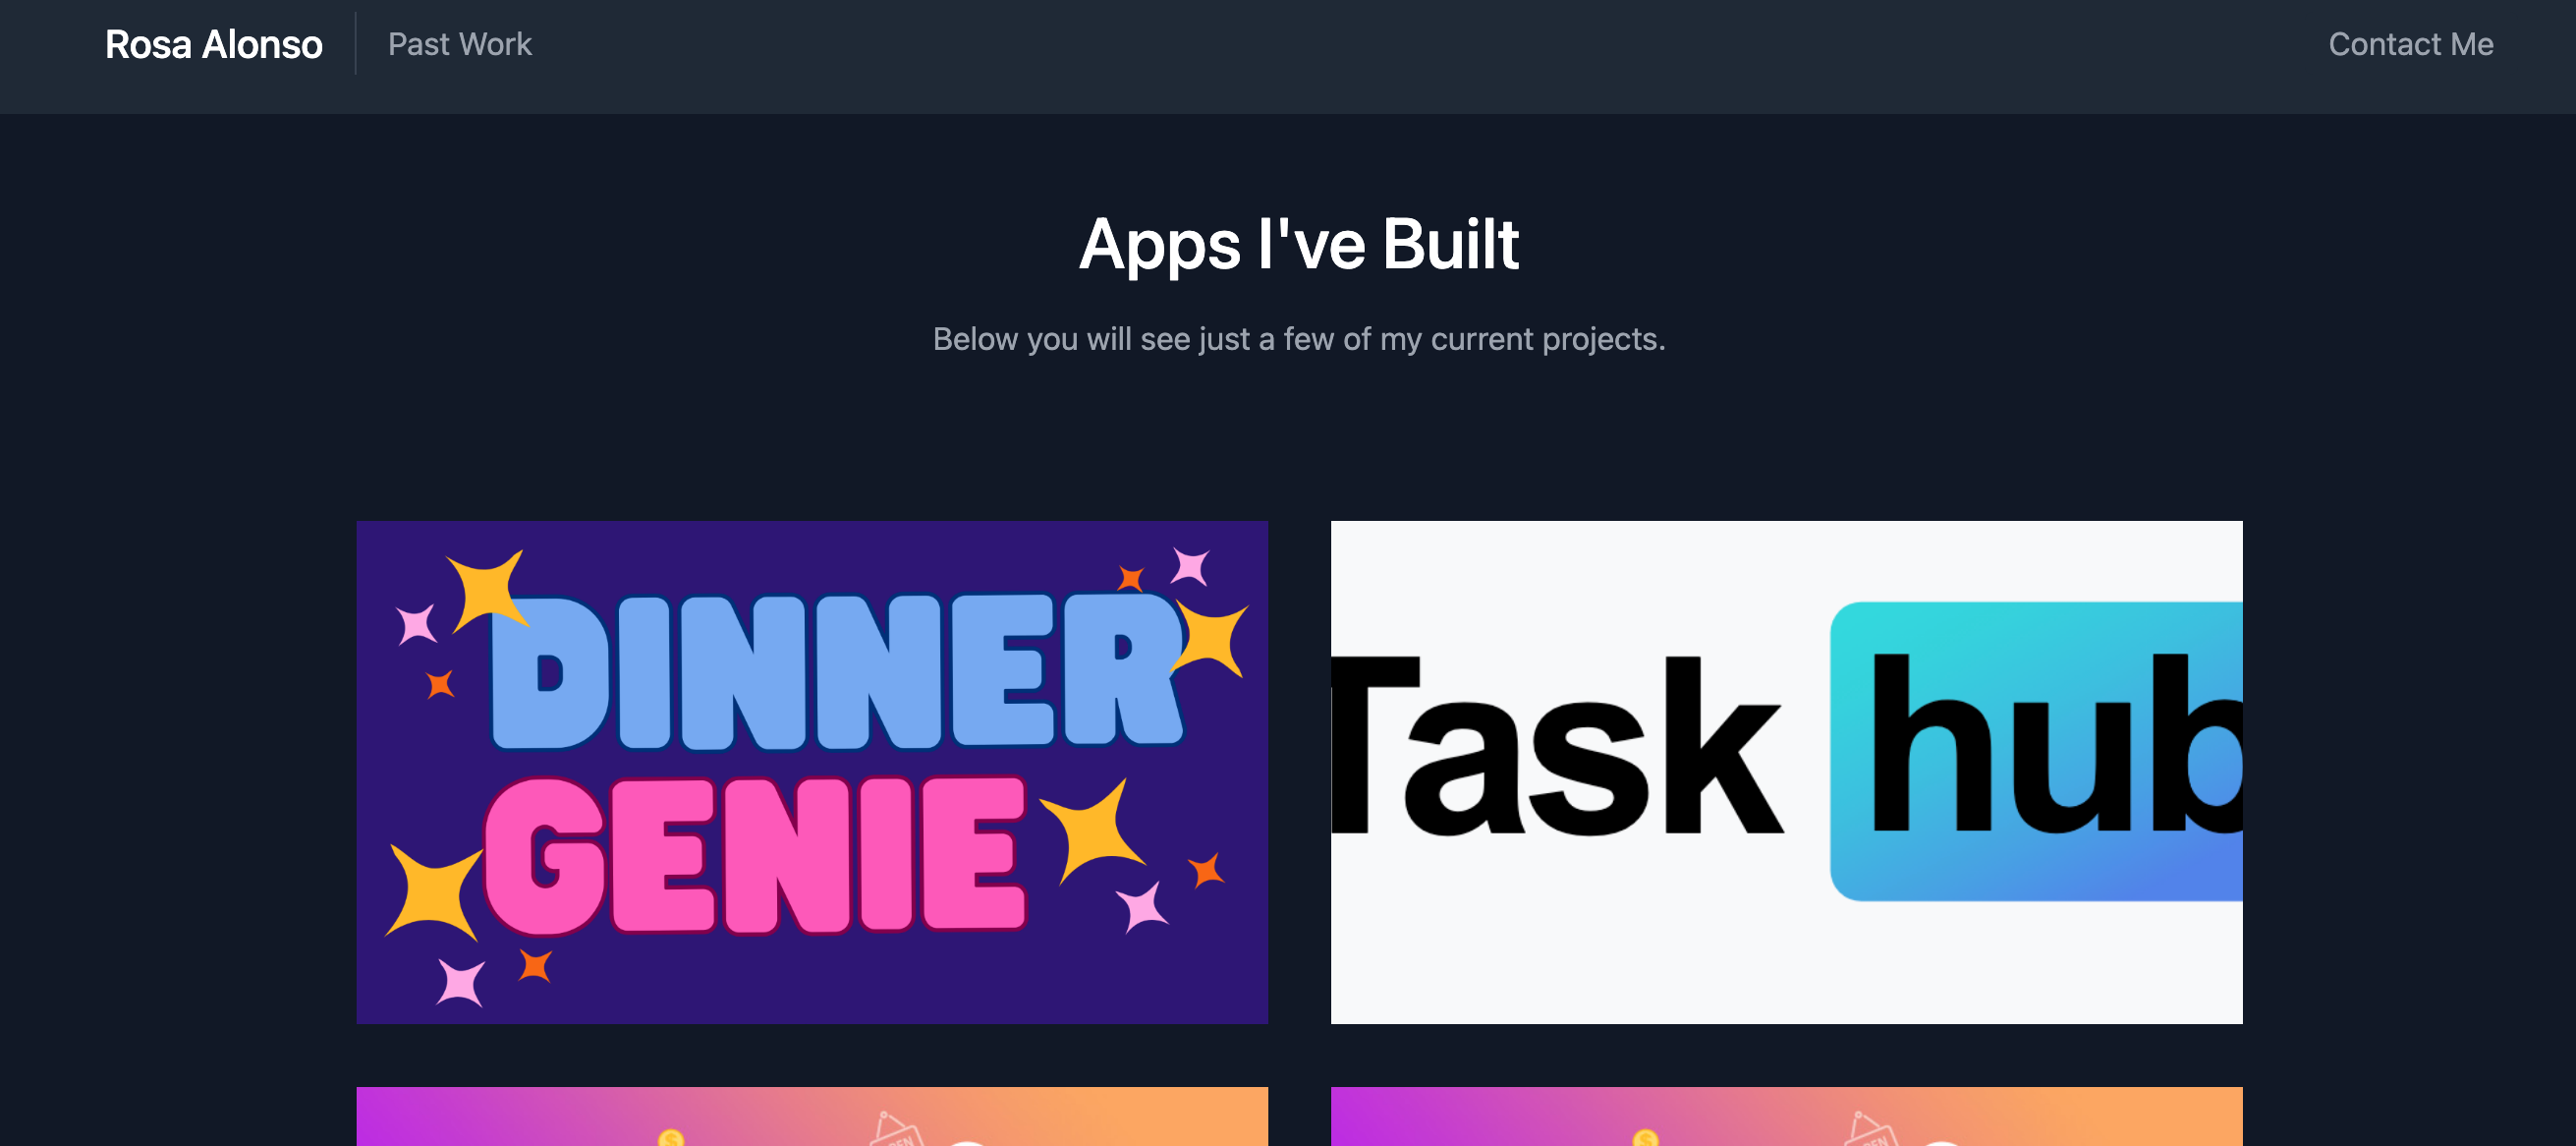 Rosa Alonso
Past Work
Contact Me
Apps I've Built
Below you will see just a few of my current projects.
DINNER
GENIE
Task hub